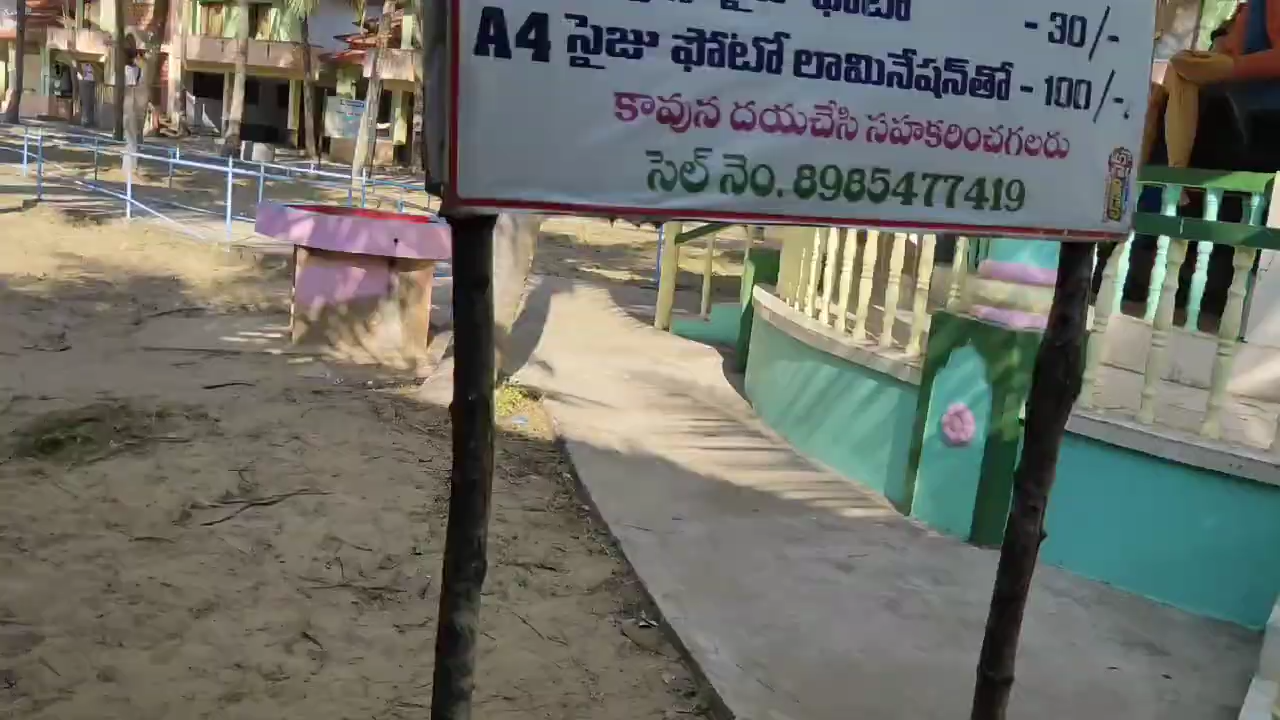 సైజు ఫోటో - 30/-
A4 సైజు ఫోటో లామినేషన్‌తో - 100/-.
కావున దయచేసి సహకరించగలరు
సెల్ నెం. 8985477419